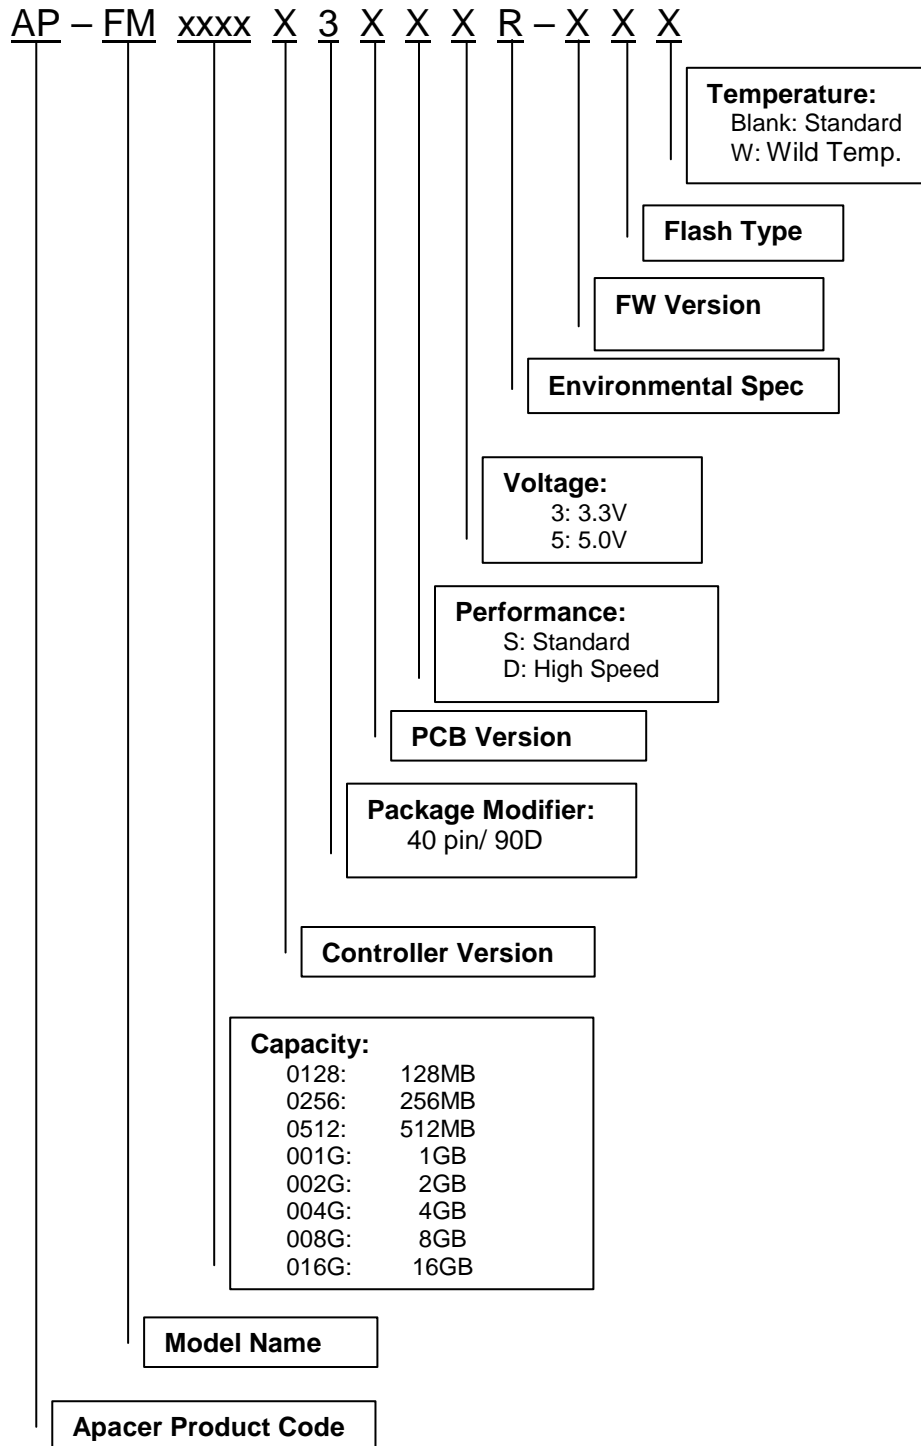 AP – FM xxxx X 3 X X X R – X X X
Temperature:
Blank: Standard
W: Wild Temp.
Flash Type
FW Version
Environmental Spec
Voltage:
3: 3.3V
5: 5.0V
Performance:
S: Standard
D: High Speed
PCB Version
Package Modifier:
40 pin/ 90D
Controller Version
Capacity:
0128: 128MB
0256: 256MB
0512: 512MB
001G: 1GB
002G: 2GB
004G: 4GB
008G: 8GB
016G: 16GB
Model Name
Apacer Product Code